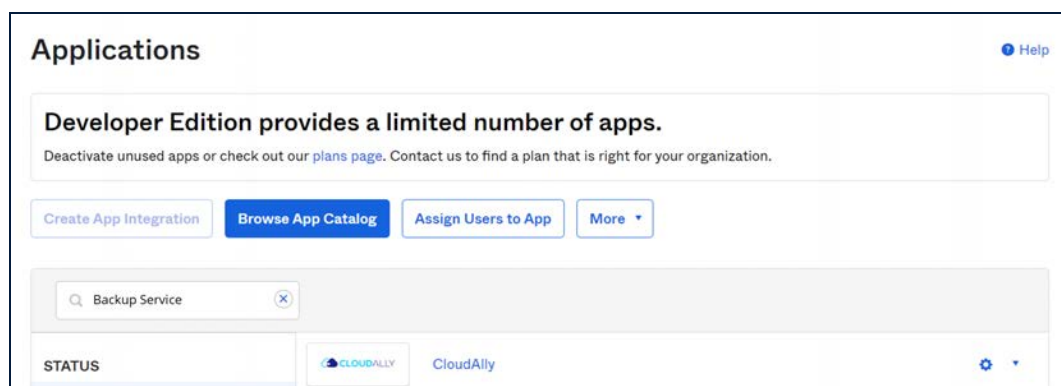 Applications
Help
Developer Edition provides a limited number of apps.
Deactivate unused apps or check out our plans page. Contact us to find a plan that is right for your organization.
Create App Integration Browse App Catalog Assign Users to App More
Backup Service
STATUS CLOUDALLY CloudAlly